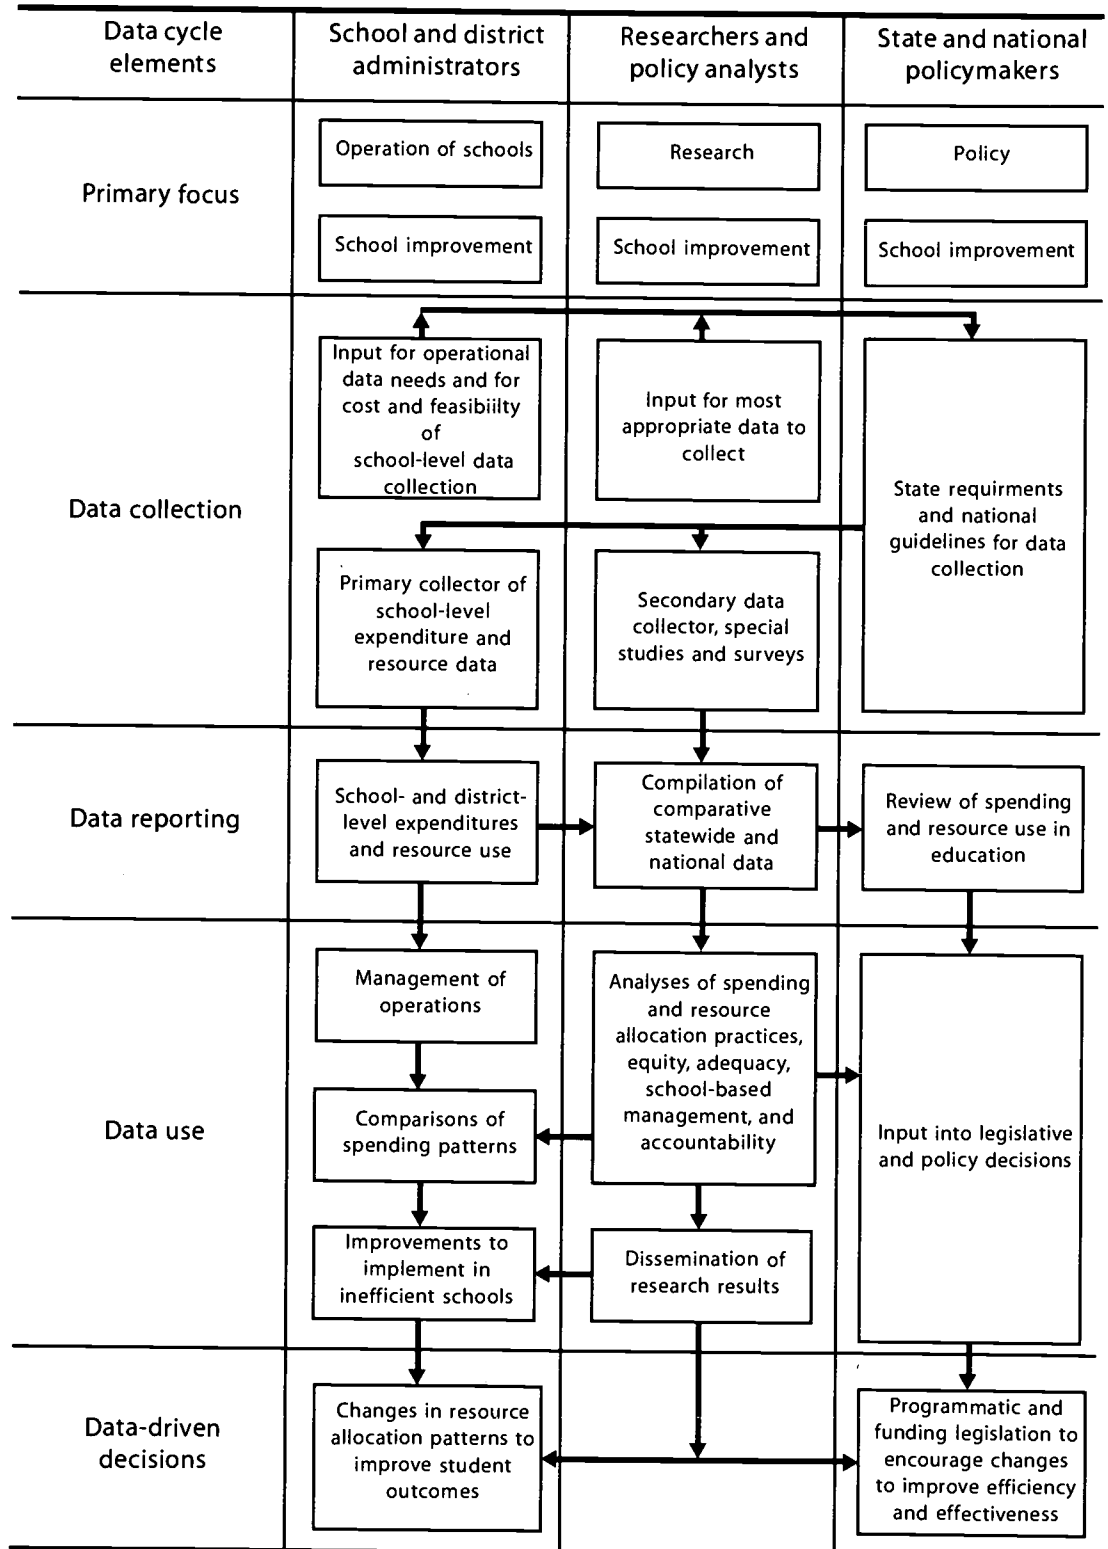 Data cycle
elements
School and district
administrators
Researchers and
policy analysts
State and national
policymakers
Primary focus
Operation of schools
Research
Policy
School improvement
School improvement
School improvement
Data collection
Input for operational
data needs and for
cost and feasibiilty
of
school-level data
collection
Input for most
appropriate data to
collect
State requirments
and national
guidelines for data
collection
Primary collector of
school-level
expenditure and
resource data
Secondary data
collector, special
studies and surveys
Data reporting
School- and district-
level expenditures
and resource use
Compilation of
comparative
statewide and
national data
Review of spending
and resource use in
education
Data use
Management of
operations
Analyses of spending
and resource
allocation practices,
equity, adequacy,
school-based
management, and
accountability
Comparisons of
spending patterns
Input into legislative
and policy decisions
Improvements to
implement in
inefficient schools
Dissemination of
research results
Data-driven
decisions
Changes in resource
allocation patterns to
improve student
outcomes
Programmatic and
funding legislation to
encourage changes
to improve efficiency
and effectiveness